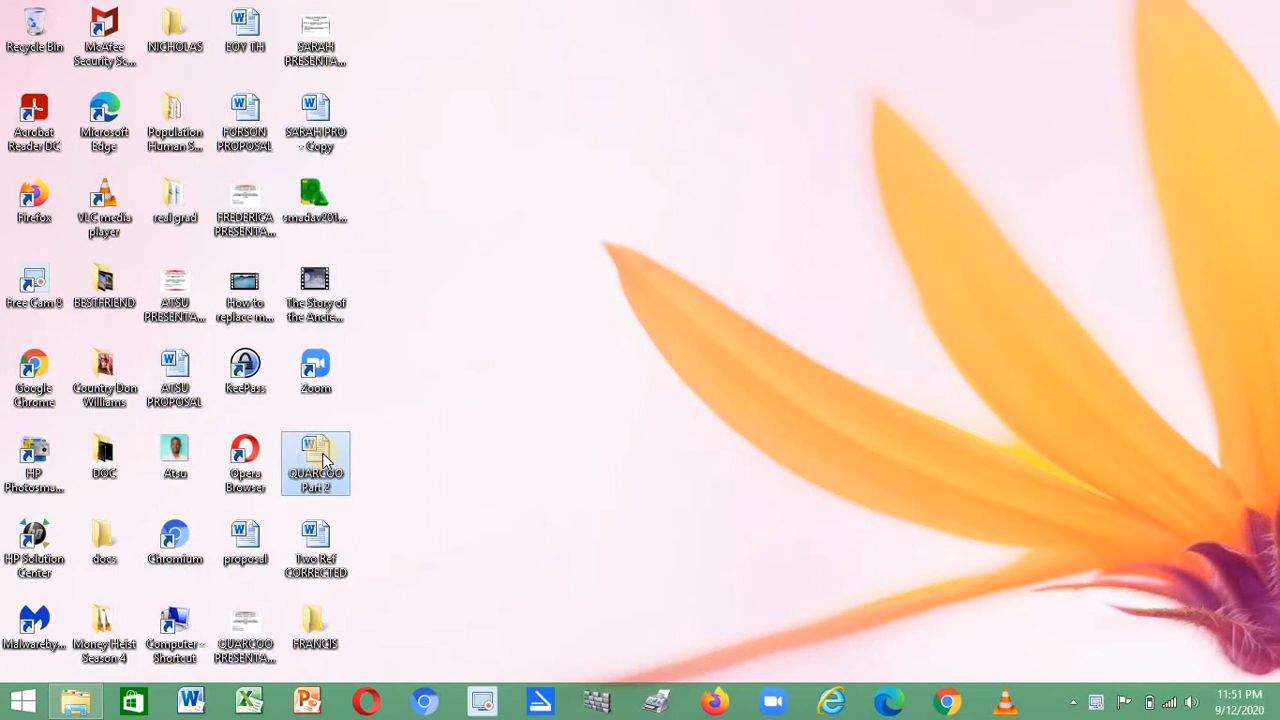 Recycle Bin
McAfee
Security Sc...
NICHOLAS
EOY TH
SARAH
PRESENTA...
Acrobat
Reader DC
Microsoft
Edge
Population
Human S...
FORSON
PROPOSAL
SARAH PRO
- Copy
Firefox
VLC media
player
real grad
FREDERICA
PRESENTA...
smadav201...
Free Cam 8
BESTFRIEND
ATSU
PRESENTA...
How to
replace m...
The Story of
the Ancie...
Google
Chrome
Country Don
Williams
ATSU
PROPOSAL
KeePass
Zoom
HP
Photosma...
DOC
Atsu
Opera
Browser
QUARCOO
Part 2
HP Solution
Center
docs
Chromium
proposal
Two Ref
CORRECTED
Malwareby...
Money Heist
Season 4
Computer -
Shortcut
QUARCOO
PRESENTA...
FRANCIS
11:51 PM
9/12/2020